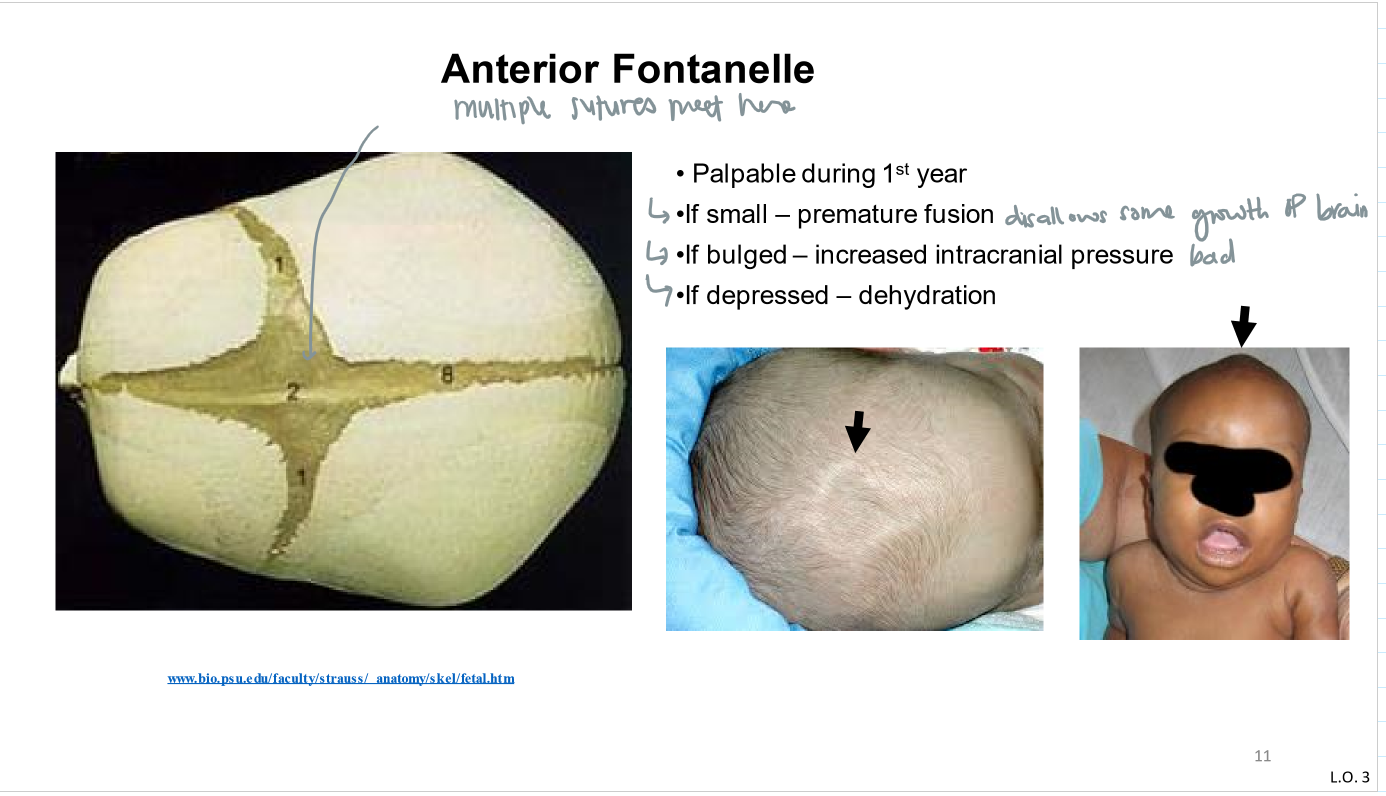 Anterior Fontanelle
multiple sutures meet here
• Palpable during 1st year
•If small – premature fusion disallows some growth of brain
•If bulged – increased intracranial pressure bad
•If depressed – dehydration
1
8
2
1
www.bio.psu.edu/faculty/strauss/_anatomy/skel/fetal.htm
11
L.O. 3